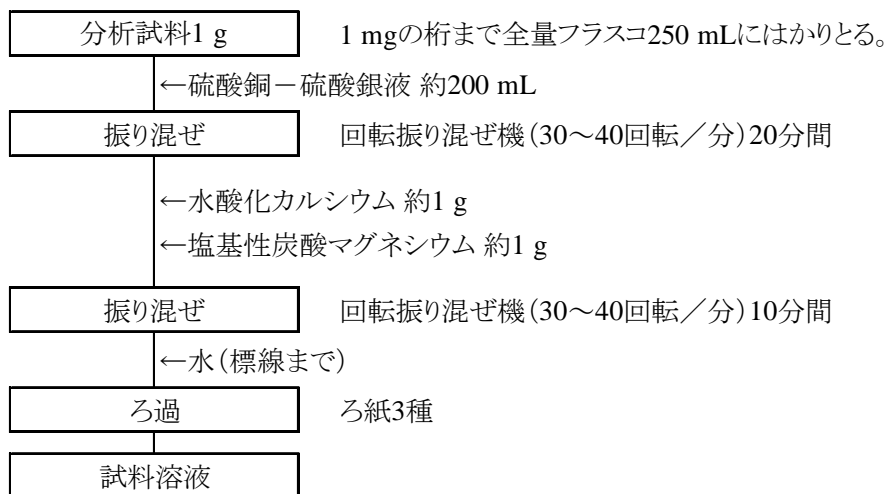 分析試料1 g 1 mgの桁まで全量フラスコ250 mLにはかりとる。
←硫酸銅－硫酸銀液 約200 mL
振り混ぜ 回転振り混ぜ機(30～40回転／分)20分間
←水酸化カルシウム 約1 g
←塩基性炭酸マグネシウム 約1 g
振り混ぜ 回転振り混ぜ機(30～40回転／分)10分間
←水(標線まで)
ろ過 ろ紙3種
試料溶液